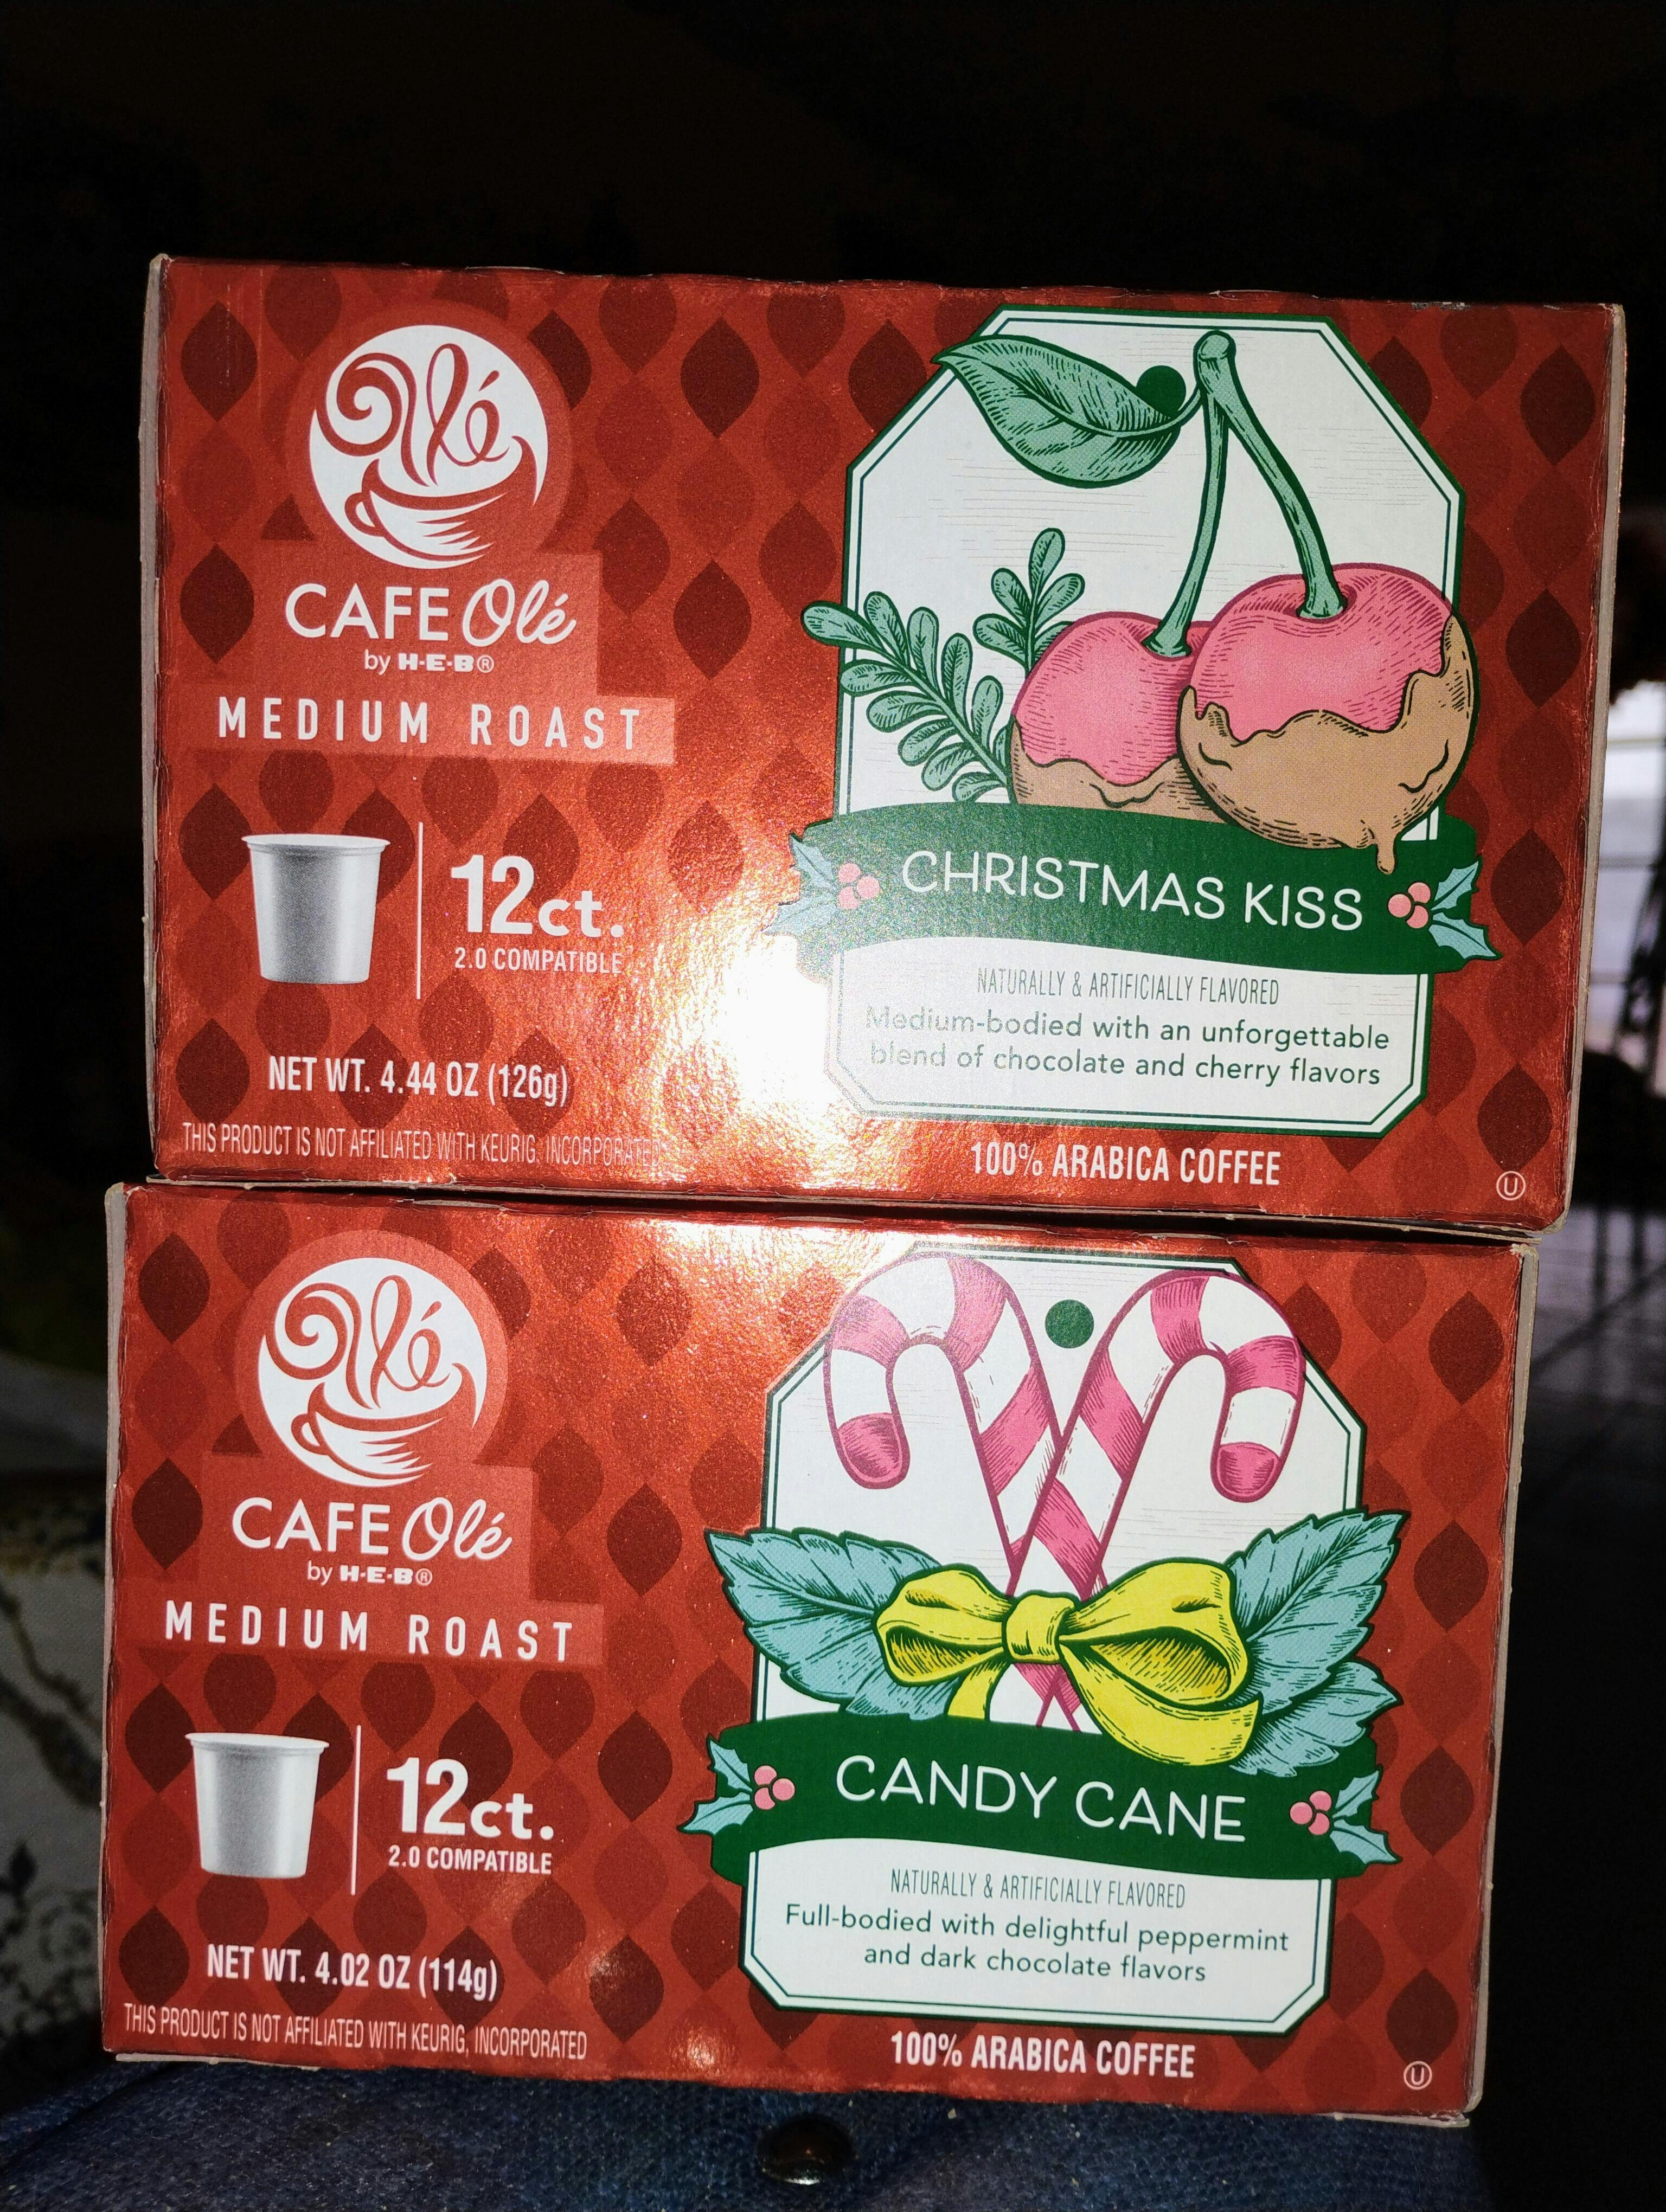 Olé
CAFE Olé
by H-E-B®
MEDIUM ROAST
12ct.
2.0 COMPATIBLE
NET WT. 4.44 OZ (126g)
THIS PRODUCT IS NOT AFFILIATED WITH KEURIG, INCORPORATED
CHRISTMAS KISS
NATURALLY & ARTIFICIALLY FLAVORED
Medium-bodied with an unforgettable
blend of chocolate and cherry flavors
100% ARABICA COFFEE
U
Olé
CAFE Olé
by H-E-B®
MEDIUM ROAST
12ct.
2.0 COMPATIBLE
NET WT. 4.02 OZ (114g)
THIS PRODUCT IS NOT AFFILIATED WITH KEURIG, INCORPORATED
CANDY CANE
NATURALLY & ARTIFICIALLY FLAVORED
Full-bodied with delightful peppermint
and dark chocolate flavors
100% ARABICA COFFEE
U